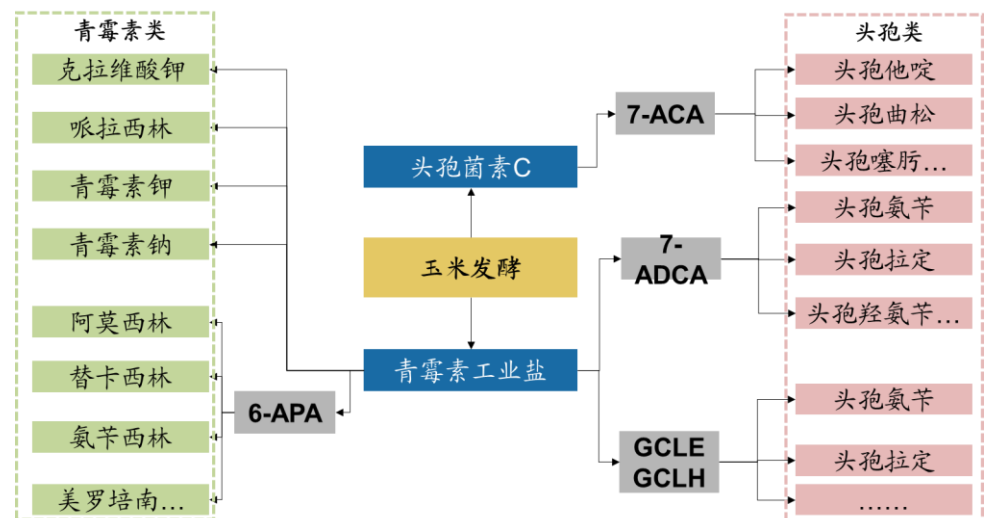 青霉素类
克拉维酸钾
哌拉西林
青霉素钾
青霉素钠
阿莫西林
替卡西林
氨苄西林
美罗培南...
6-APA
头孢菌素C
玉米发酵
青霉素工业盐
7-ACA
7-
ADCA
GCLE
GCLH
头孢类
头孢他啶
头孢曲松
头孢噻肟...
头孢氨苄
头孢拉定
头孢羟氨苄...
头孢氨苄
头孢拉定
......